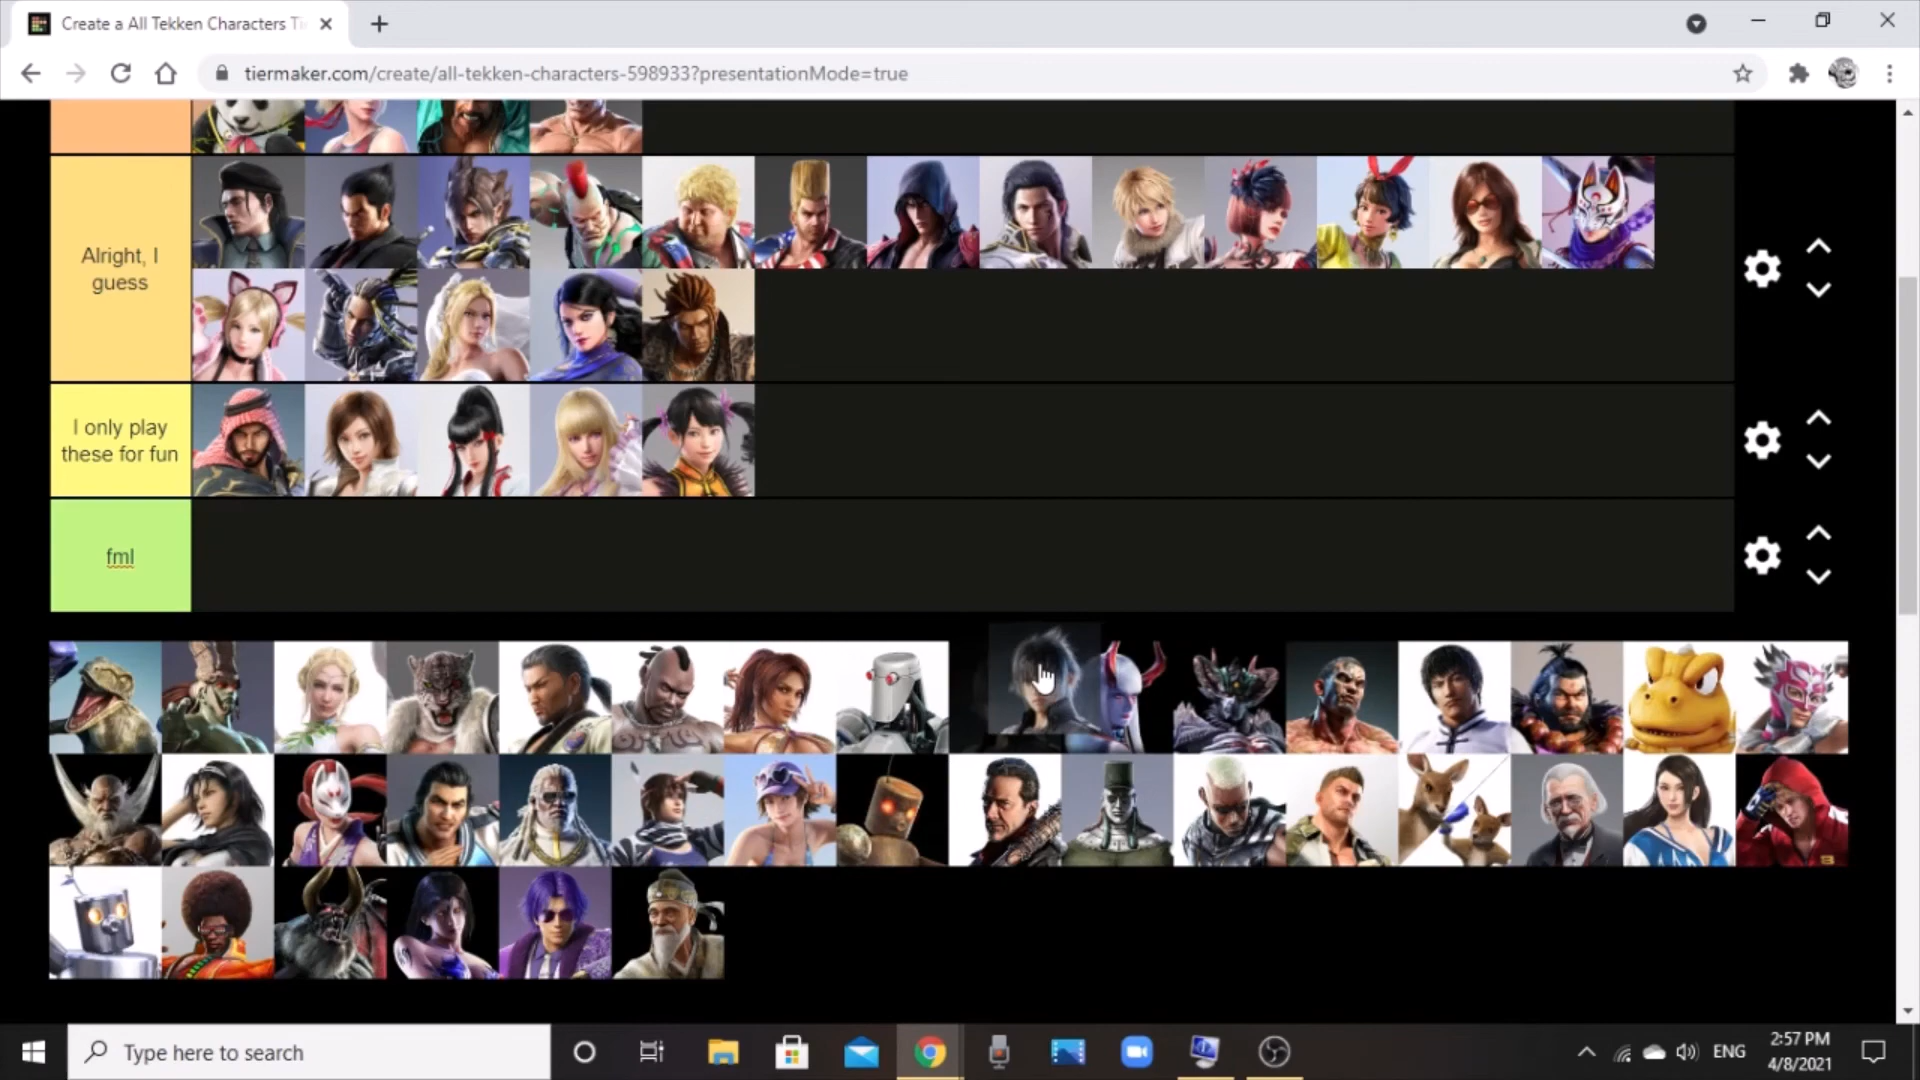 Create a All Tekken Characters Ti
tiermaker.com/create/all-tekken-characters-598933?presentationMode=true
Alright, I
guess
I only play
these for fun
fml
Type here to search
ENG
2:57 PM
4/8/2021